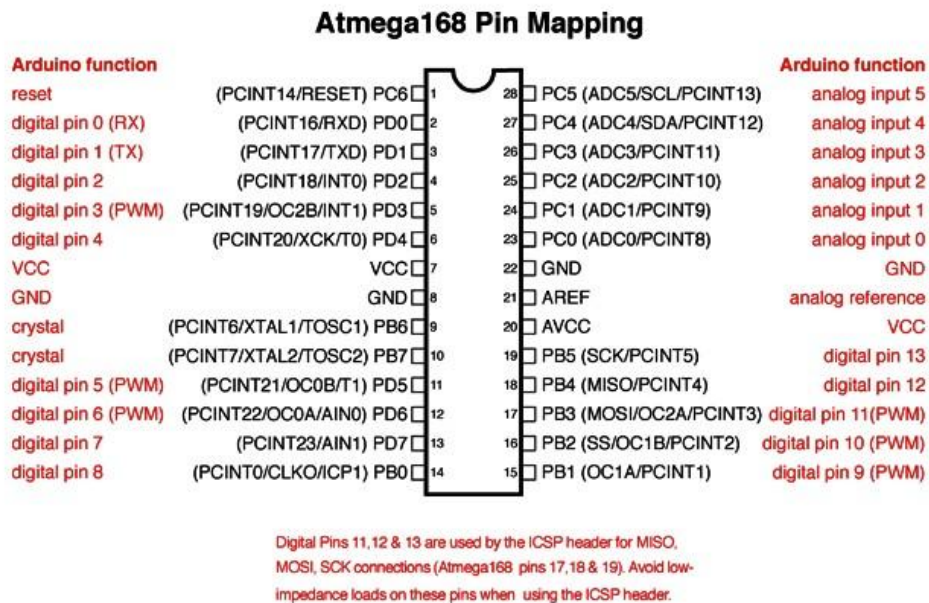 Atmega168 Pin Mapping
Arduino function Arduino function
reset (PCINT14/RESET) PC6 1 28 PC5 (ADC5/SCL/PCINT13) analog input 5
digital pin 0 (RX) (PCINT16/RXD) PD0 2 27 PC4 (ADC4/SDA/PCINT12) analog input 4
digital pin 1 (TX) (PCINT17/TXD) PD1 3 26 PC3 (ADC3/PCINT11) analog input 3
digital pin 2 (PCINT18/INT0) PD2 4 25 PC2 (ADC2/PCINT10) analog input 2
digital pin 3 (PWM) (PCINT19/OC2B/INT1) PD3 5 24 PC1 (ADC1/PCINT9) analog input 1
digital pin 4 (PCINT20/XCK/T0) PD4 6 23 PC0 (ADC0/PCINT8) analog input 0
VCC VCC 7 22 GND GND
GND GND 8 21 AREF analog reference
crystal (PCINT6/XTAL1/TOSC1) PB6 9 20 AVCC VCC
crystal (PCINT7/XTAL2/TOSC2) PB7 10 19 PB5 (SCK/PCINT5) digital pin 13
digital pin 5 (PWM) (PCINT21/OC0B/T1) PD5 11 18 PB4 (MISO/PCINT4) digital pin 12
digital pin 6 (PWM) (PCINT22/OC0A/AIN0) PD6 12 17 PB3 (MOSI/OC2A/PCINT3) digital pin 11(PWM)
digital pin 7 (PCINT23/AIN1) PD7 13 16 PB2 (SS/OC1B/PCINT2) digital pin 10 (PWM)
digital pin 8 (PCINT0/CLKO/ICP1) PB0 14 15 PB1 (OC1A/PCINT1) digital pin 9 (PWM)
Digital Pins 11,12 & 13 are used by the ICSP header for MISO,
MOSI, SCK connections (Atmega168 pins 17,18 & 19). Avoid low-
impedance loads on these pins when using the ICSP header.